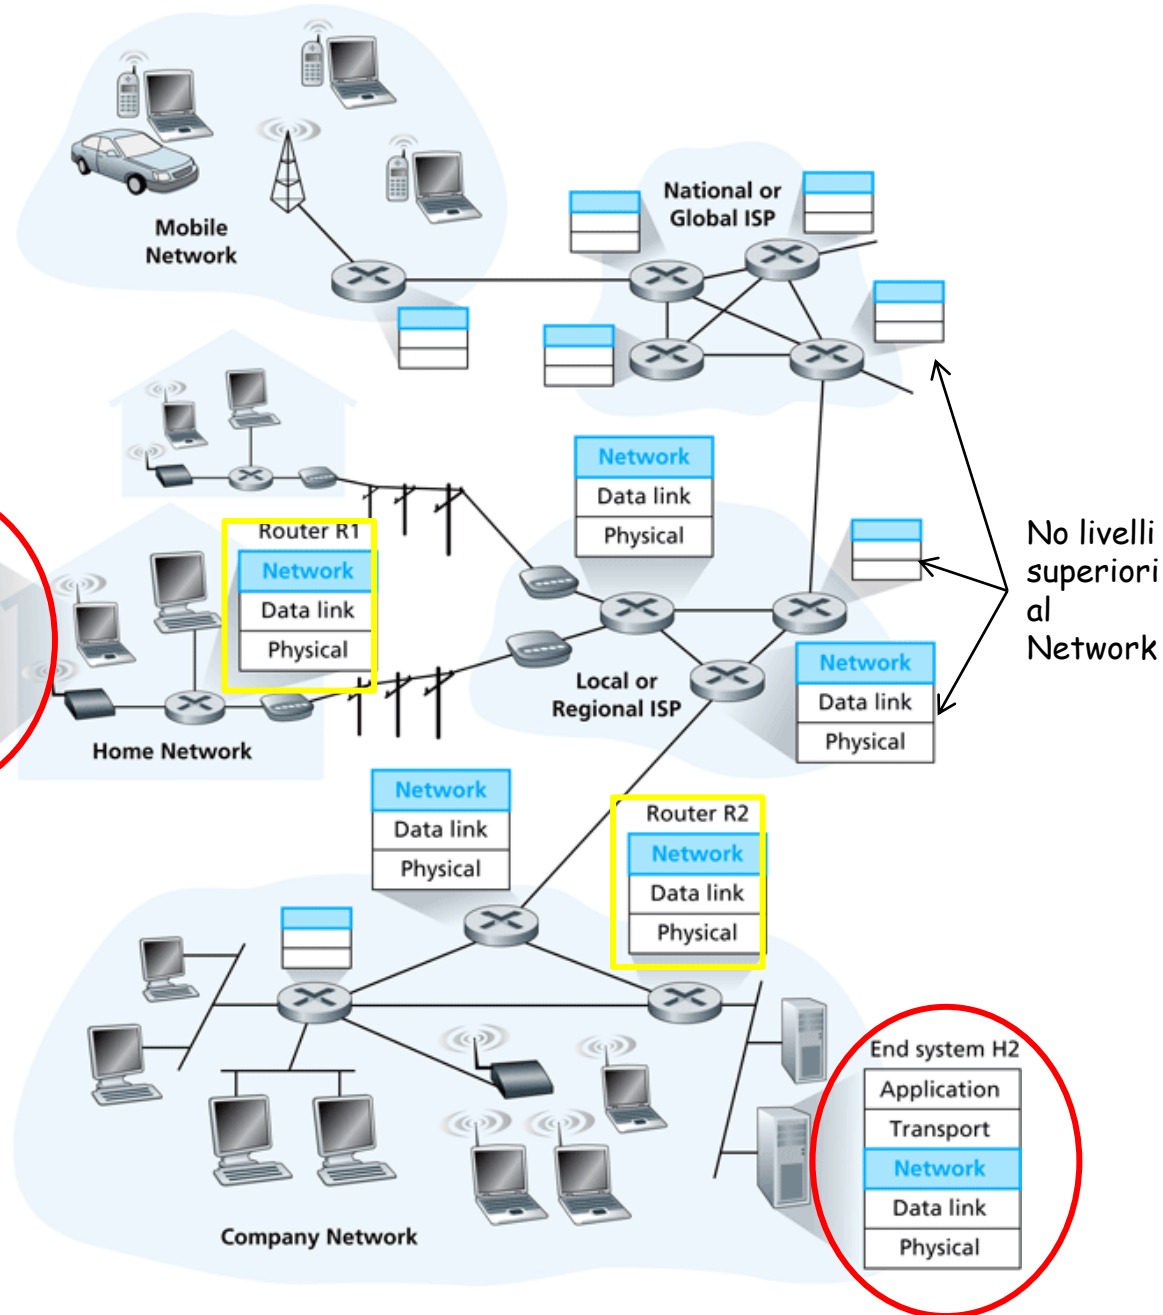 National or
Global ISP
Mobile
Network
Network
Data link
Physical
No livelli
superiori
al
Network
Router R1
Network
Data link
Physical
Network
Data link
Physical
Local or
Regional ISP
Home Network
Network
Data link
Physical
Router R2
Network
Data link
Physical
End system H2
Application
Transport
Network
Data link
Physical
Company Network